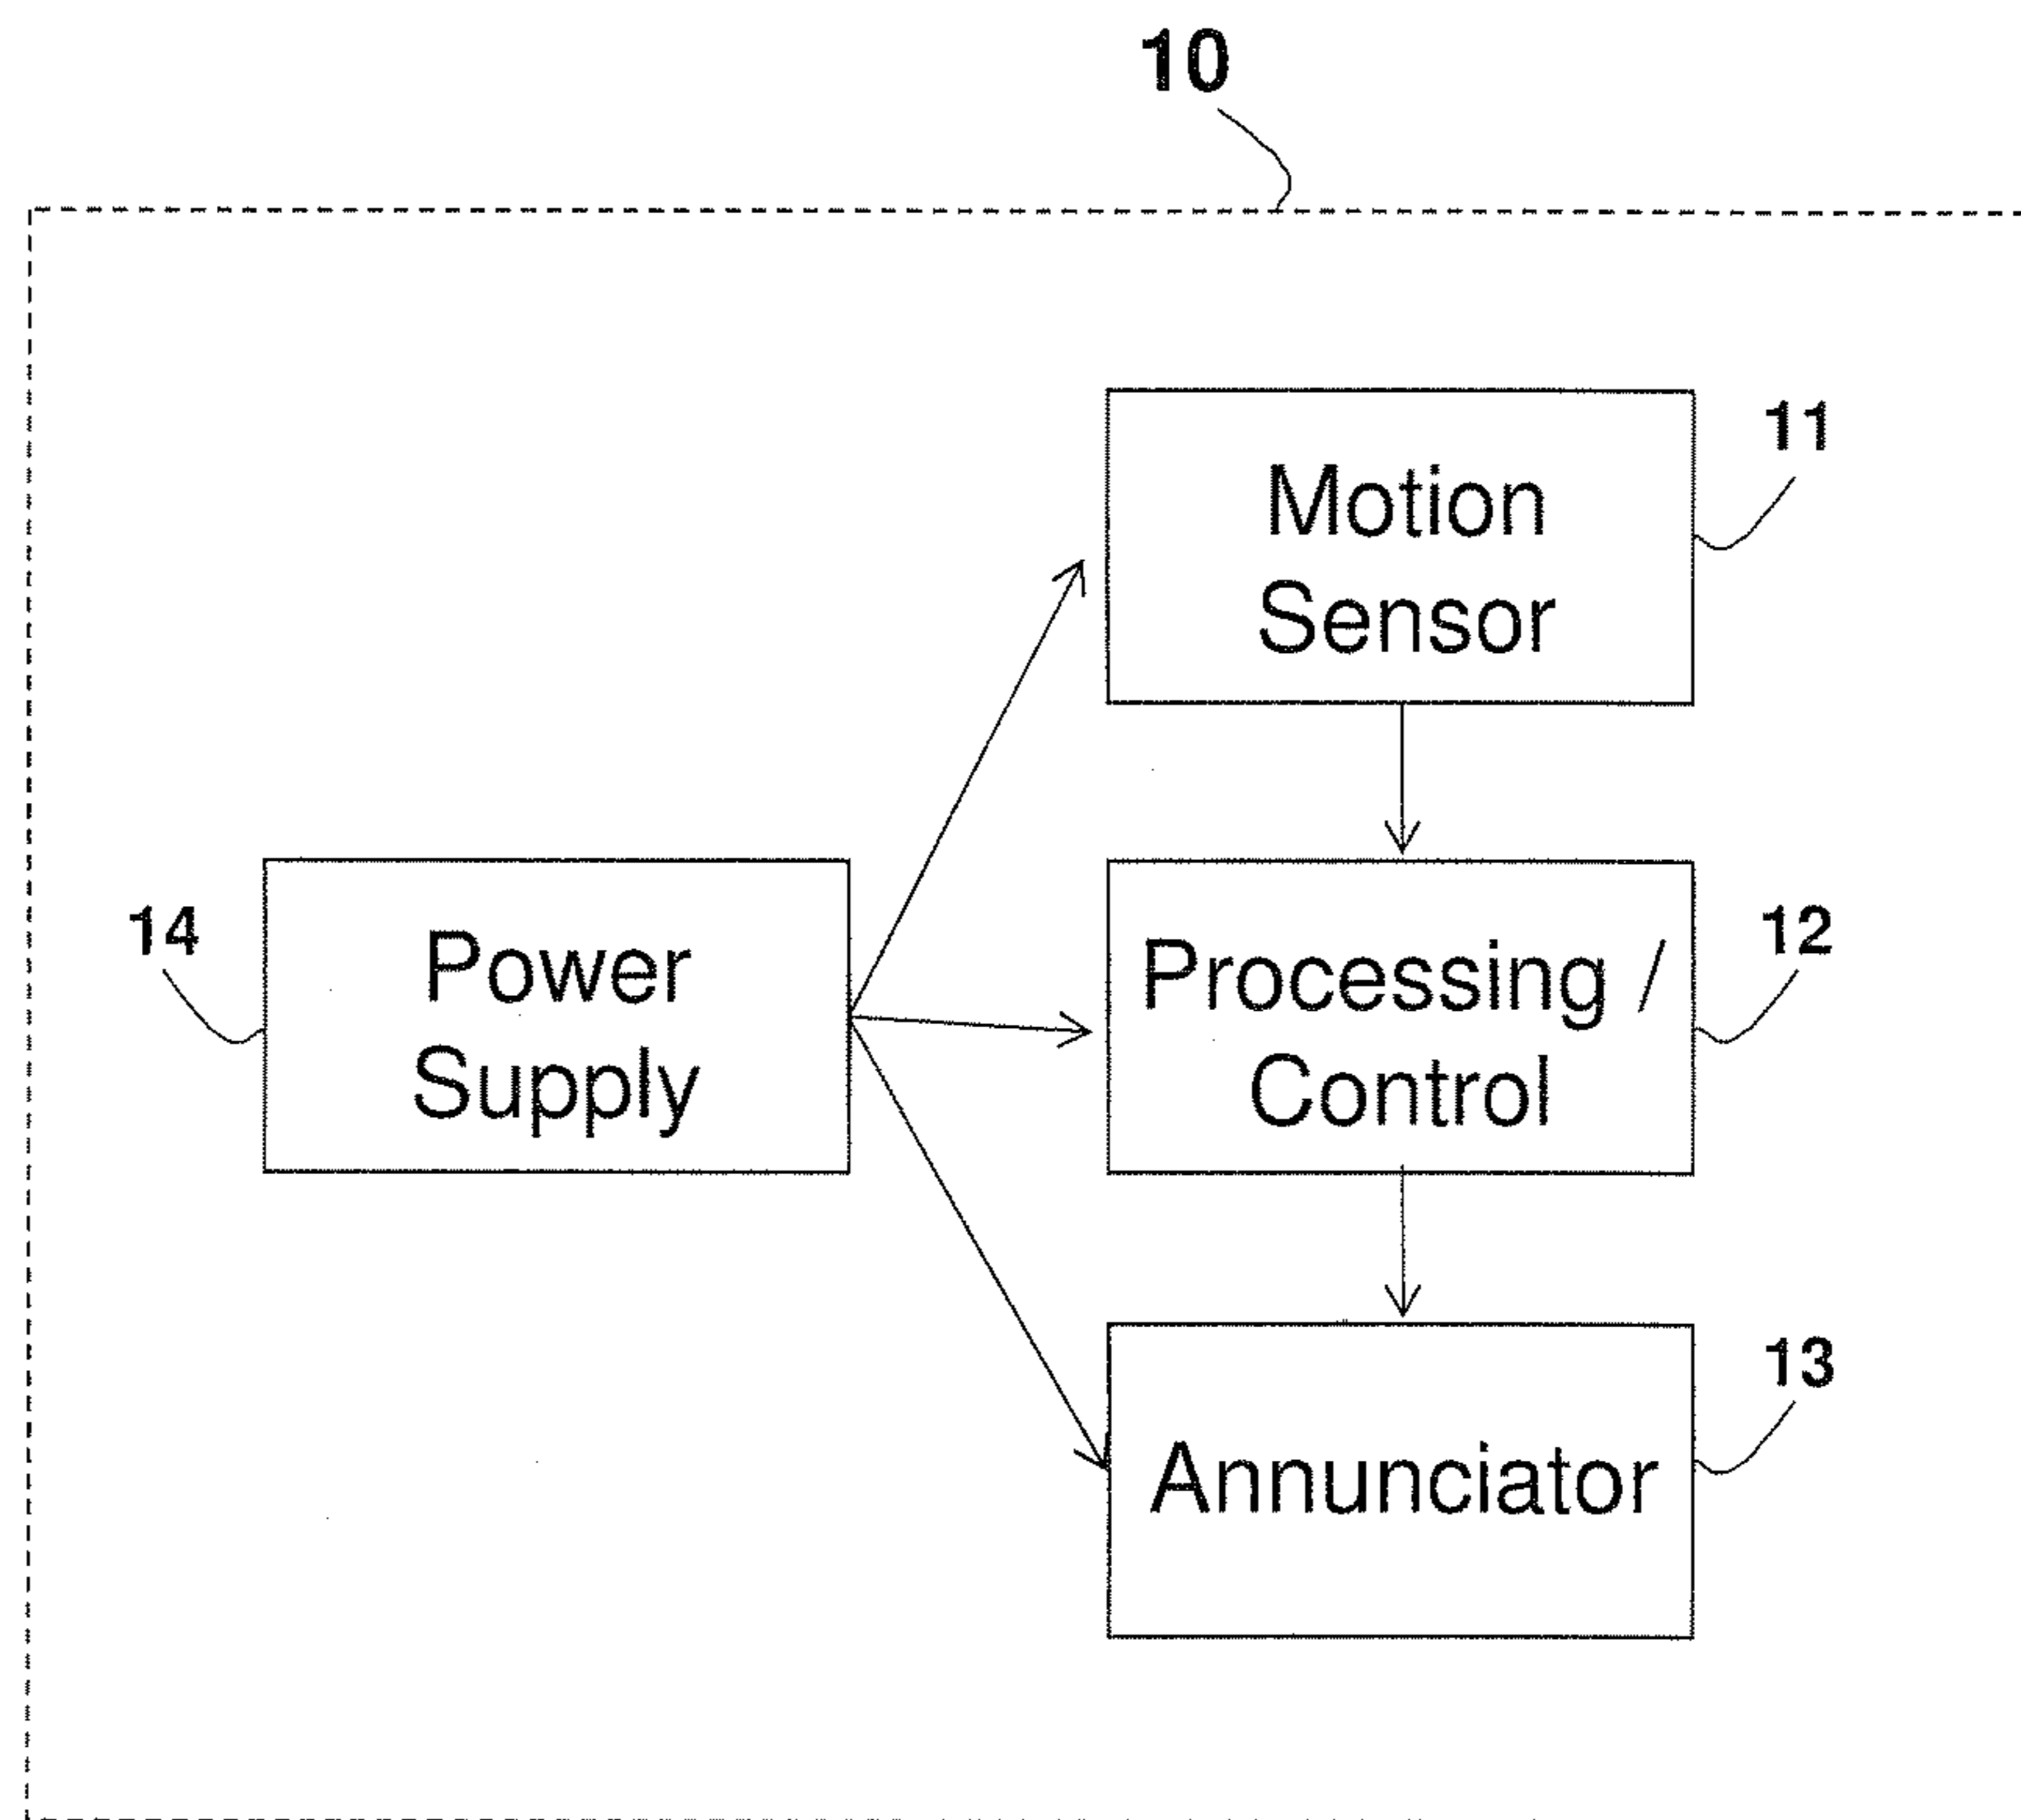 10
Motion
Sensor
11
14
Power
Supply
Processing /
Control
12
Annunciator
13